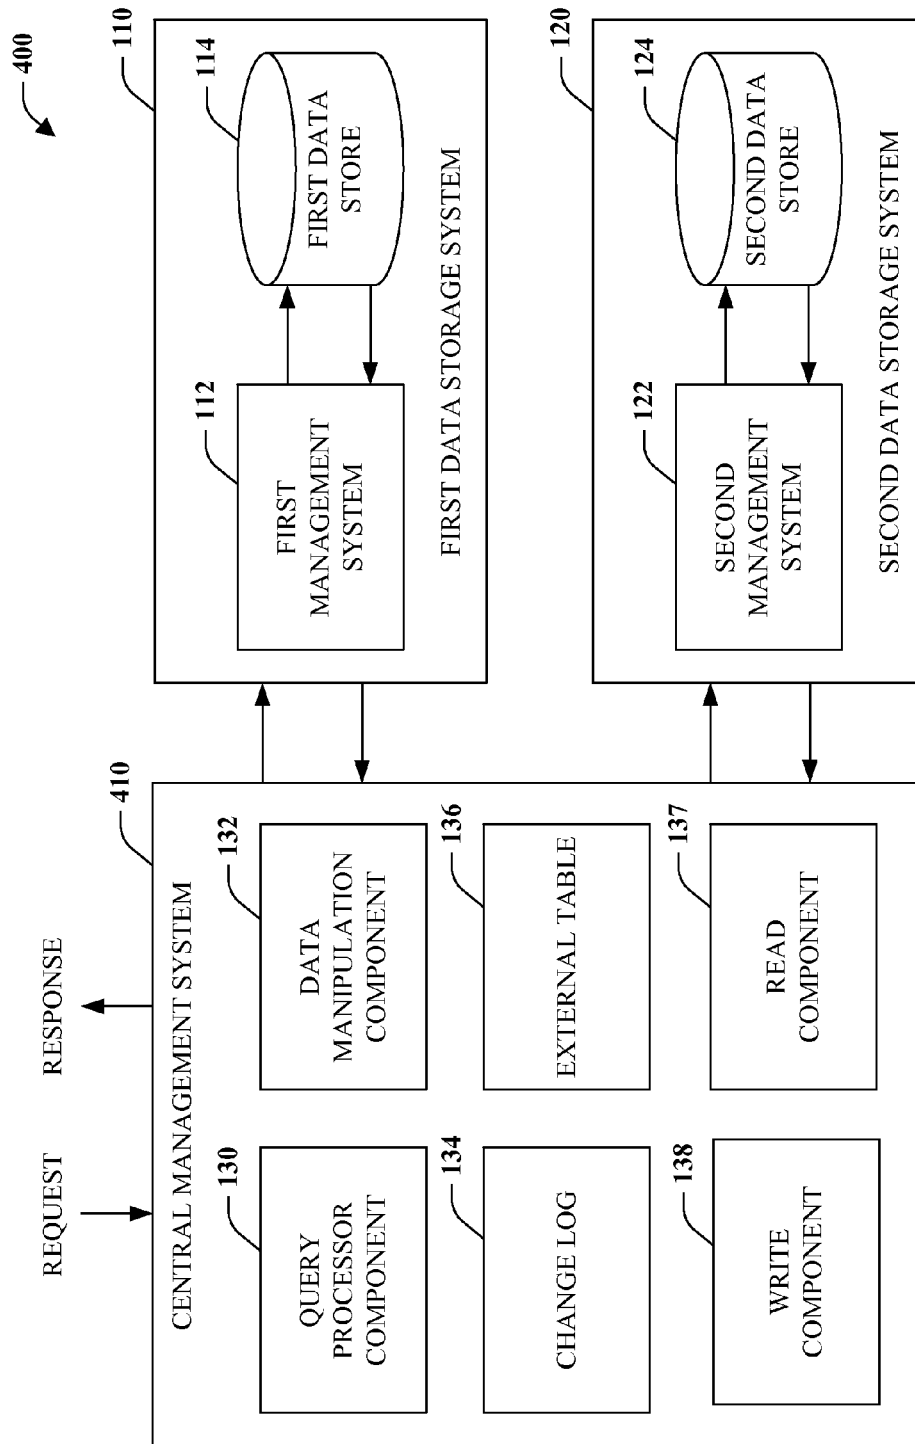 400
REQUEST
RESPONSE
410
CENTRAL MANAGEMENT SYSTEM
130
QUERY
PROCESSOR
COMPONENT
132
DATA
MANIPULATION
COMPONENT
134
CHANGE LOG
136
EXTERNAL TABLE
138
WRITE
COMPONENT
137
READ
COMPONENT
110
112
FIRST
MANAGEMENT
SYSTEM
114
FIRST DATA
STORE
FIRST DATA STORAGE SYSTEM
120
122
SECOND
MANAGEMENT
SYSTEM
124
SECOND DATA
STORE
SECOND DATA STORAGE SYSTEM